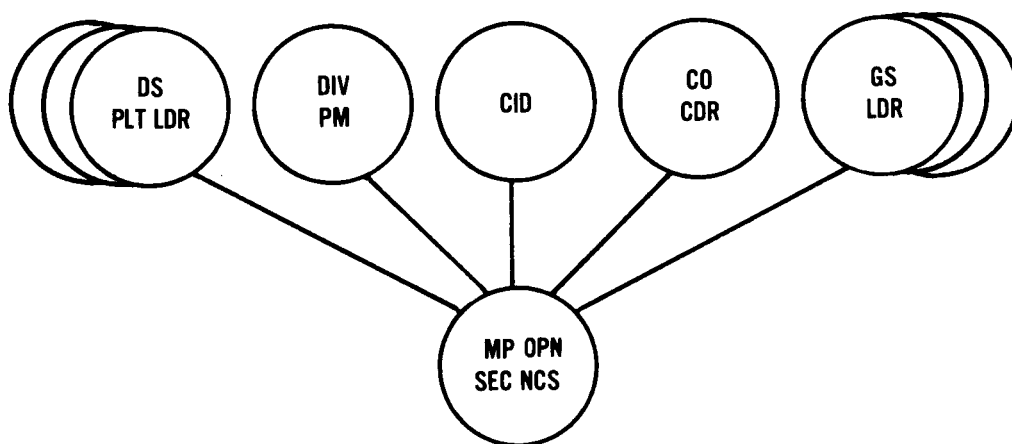 DS
PLT LDR
DIV
PM
CID
CO
CDR
GS
LDR
MP OPN
SEC NCS